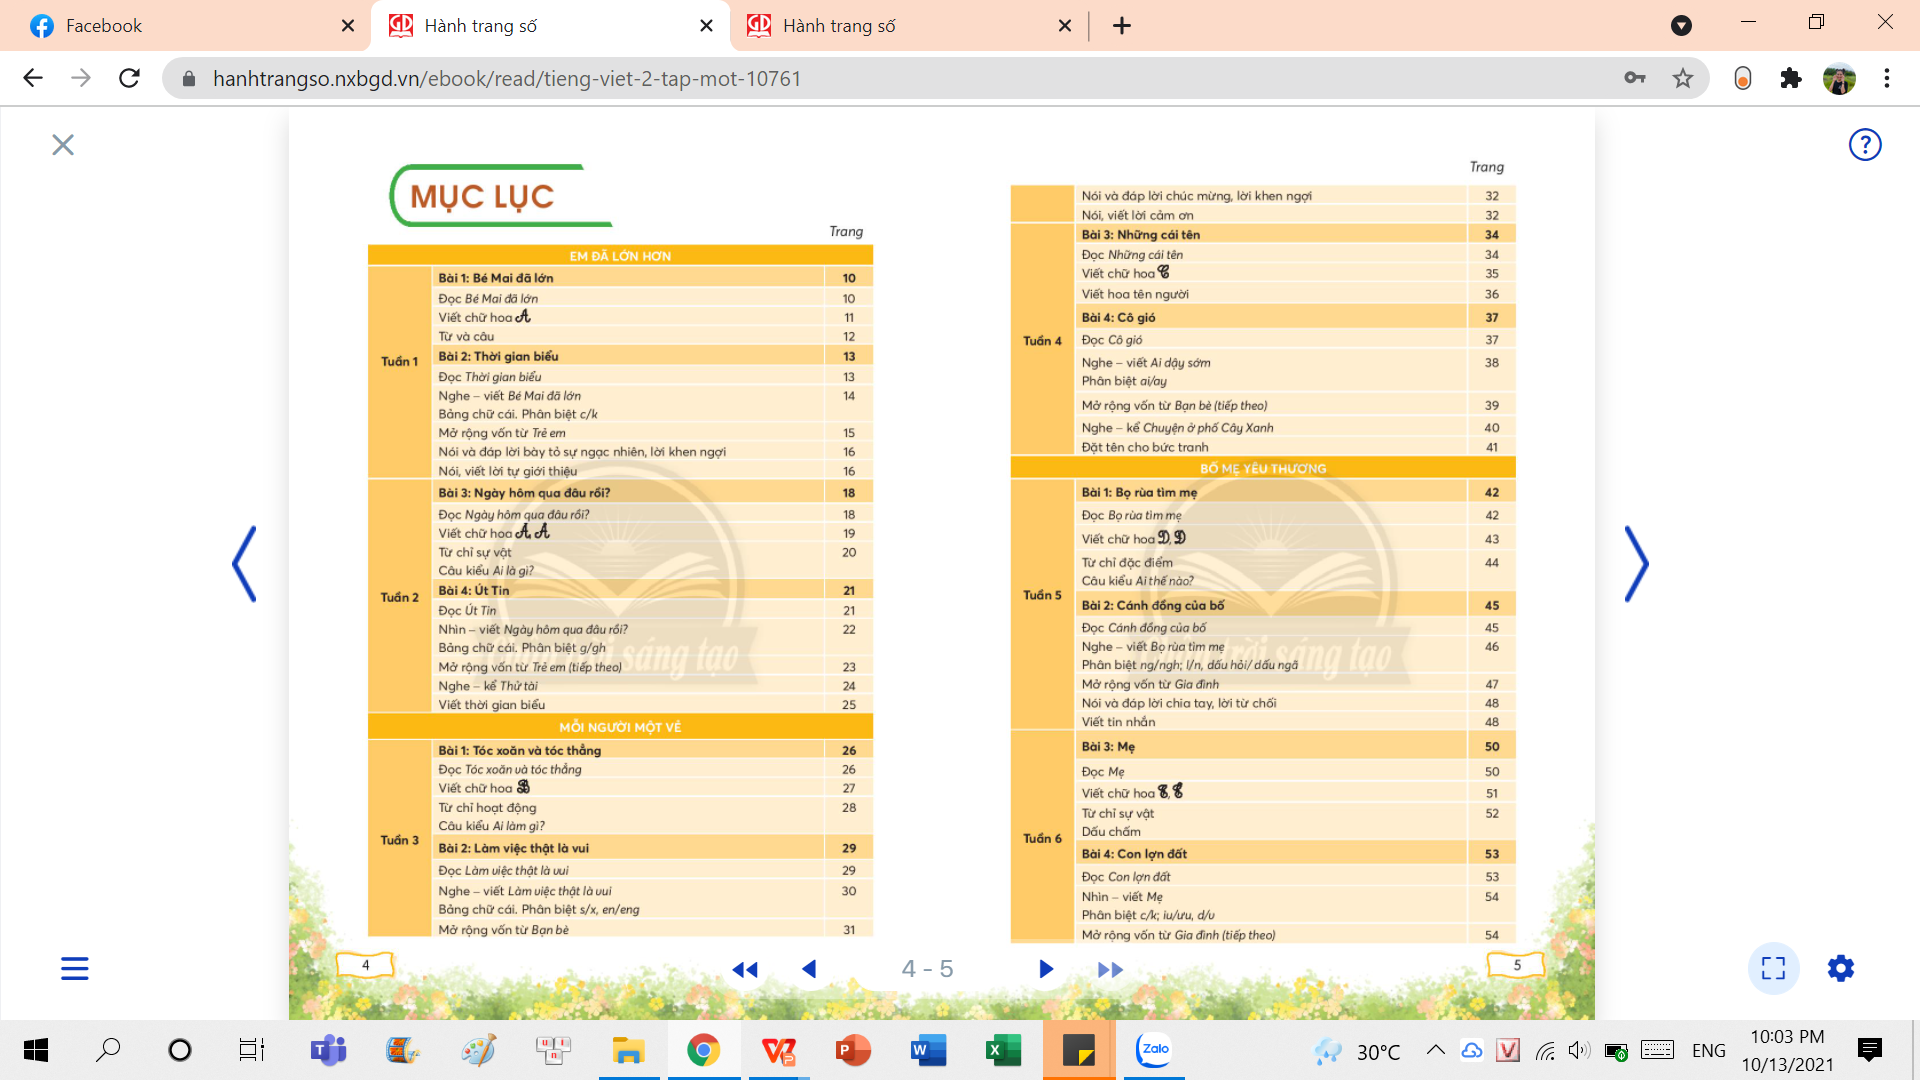 Facebook
Hành trang số
Hành trang số
hanhtrangso.nxbgd.vn/ebook/read/tieng-viet-2-tap-mot-10761
MỤC LỤC
Trang
EM ĐÃ LỚN HƠN
Tuần 1
Bài 1: Bé Mai đã lớn 10
Đọc Bé Mai đã lớn 10
Viết chữ hoa A 11
Từ và câu 12
Bài 2: Thời gian biểu 13
Đọc Thời gian biểu 13
Nghe – viết Bé Mai đã lớn 14
Bảng chữ cái. Phân biệt c/k
Mở rộng vốn từ Trẻ em 15
Nói và đáp lời bày tỏ sự ngạc nhiên, lời khen ngợi 16
Nói, viết lời tự giới thiệu 16
Tuần 2
Bài 3: Ngày hôm qua đâu rồi? 18
Đọc Ngày hôm qua đâu rồi? 18
Viết chữ hoa Ă, Â 19
Từ chỉ sự vật 20
Câu kiểu Ai là gì?
Bài 4: Út Tin 21
Đọc Út Tin 21
Nhìn – viết Ngày hôm qua đâu rồi? 22
Bảng chữ cái. Phân biệt g/gh
Mở rộng vốn từ Trẻ em (tiếp theo) 23
Nghe – kể Thử tài 24
Viết thời gian biểu 25
MỖI NGƯỜI MỘT VẺ
Tuần 3
Bài 1: Tóc xoăn và tóc thẳng 26
Đọc Tóc xoăn và tóc thẳng 26
Viết chữ hoa B 27
Từ chỉ hoạt động 28
Câu kiểu Ai làm gì?
Bài 2: Làm việc thật là vui 29
Đọc Làm việc thật là vui 29
Nghe – viết Làm việc thật là vui 30
Bảng chữ cái. Phân biệt s/x, en/eng
Mở rộng vốn từ Bạn bè 31
4
Trang
Nói và đáp lời chúc mừng, lời khen ngợi 32
Nói, viết lời cảm ơn 32
Tuần 4
Bài 3: Những cái tên 34
Đọc Những cái tên 34
Viết chữ hoa C 35
Viết hoa tên người 36
Bài 4: Cô gió 37
Đọc Cô gió 37
Nghe – viết Ai dậy sớm 38
Phân biệt ai/ay
Mở rộng vốn từ Bạn bè (tiếp theo) 39
Nghe – kể Chuyện ở phố Cây Xanh 40
Đặt tên cho bức tranh 41
BỐ MẸ YÊU THƯƠNG
Tuần 5
Bài 1: Bọ rùa tìm mẹ 42
Đọc Bọ rùa tìm mẹ 42
Viết chữ hoa D, Đ 43
Từ chỉ đặc điểm 44
Câu kiểu Ai thế nào?
Bài 2: Cánh đồng của bố 45
Đọc Cánh đồng của bố 45
Nghe – viết Bọ rùa tìm mẹ 46
Phân biệt ng/ngh; l/n, dấu hỏi/ dấu ngã
Mở rộng vốn từ Gia đình 47
Nói và đáp lời chia tay, lời từ chối 48
Viết tin nhắn 48
Tuần 6
Bài 3: Mẹ 50
Đọc Mẹ 50
Viết chữ hoa E, Ê 51
Từ chỉ sự vật 52
Dấu chấm
Bài 4: Con lợn đất 53
Đọc Con lợn đất 53
Nhìn – viết Mẹ 54
Phân biệt c/k; iu/ưu, d/v
Mở rộng vốn từ Gia đình (tiếp theo) 54
5
Chân trời sáng tạo
Chân trời sáng tạo
4 - 5
Zalo
30°C
ENG
10:03 PM
10/13/2021